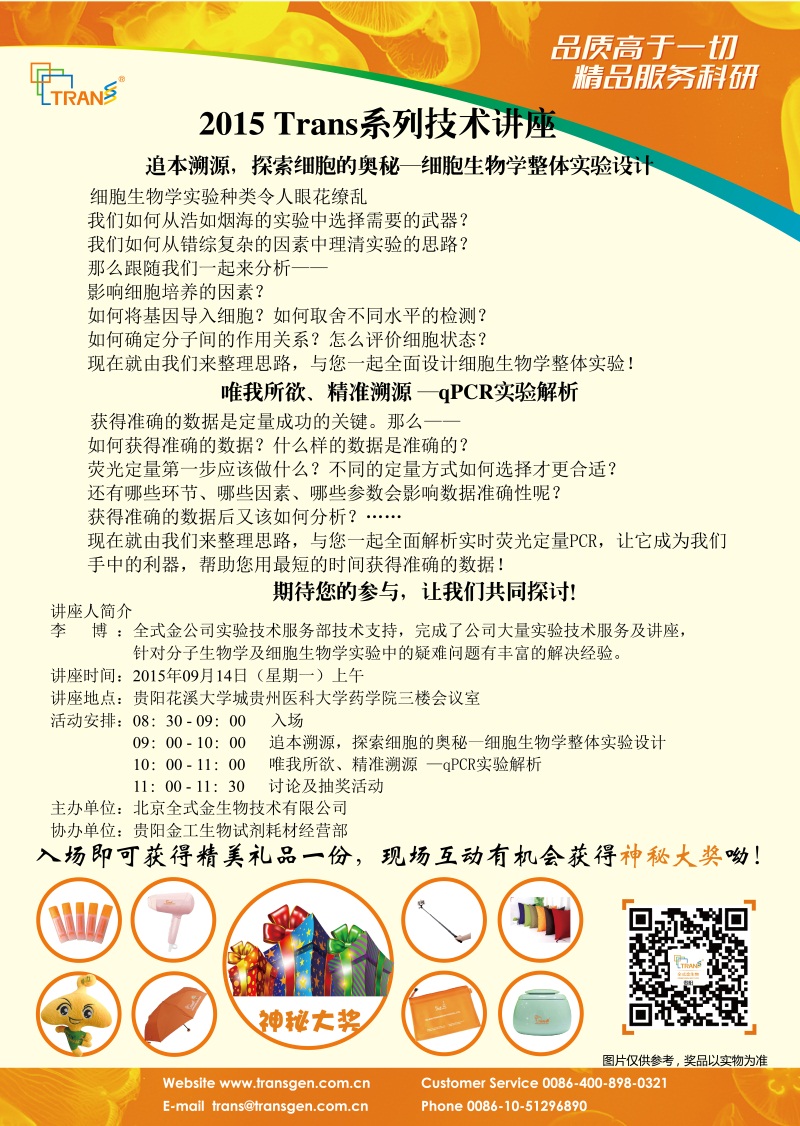 品质高于一切
精品服务科研
TRANS®
2015 Trans系列技术讲座
追本溯源，探索细胞的奥秘—细胞生物学整体实验设计
细胞生物学实验种类令人眼花缭乱
我们如何从浩如烟海的实验中选择需要的武器？
我们如何从错综复杂的因素中理清实验的思路？
那么跟随我们一起来分析——
影响细胞培养的因素？
如何将基因导入细胞？如何取舍不同水平的检测？
如何确定分子间的作用关系？怎么评价细胞状态？
现在就由我们来整理思路，与您一起全面设计细胞生物学整体实验！
唯我所欲、精准溯源 —qPCR实验解析
获得准确的数据是定量成功的关键。那么——
如何获得准确的数据？什么样的数据是准确的？
荧光定量第一步应该做什么？不同的定量方式如何选择才更合适？
还有哪些环节、哪些因素、哪些参数会影响数据准确性呢？
获得准确的数据后又该如何分析？……
现在就由我们来整理思路，与您一起全面解析实时荧光定量PCR，让它成为我们
手中的利器，帮助您用最短的时间获得准确的数据！
期待您的参与，让我们共同探讨!
讲座人简介
李 博 ：全式金公司实验技术服务部技术支持，完成了公司大量实验技术服务及讲座，
针对分子生物学及细胞生物学实验中的疑难问题有丰富的解决经验。
讲座时间：2015年09月14日（星期一）上午
讲座地点：贵阳花溪大学城贵州医科大学药学院三楼会议室
活动安排：08：30 - 09：00 入场
09：00 - 10：00 追本溯源，探索细胞的奥秘—细胞生物学整体实验设计
10：00 - 11：00 唯我所欲、精准溯源 —qPCR实验解析
11：00 - 11：30 讨论及抽奖活动
主办单位：北京全式金生物技术有限公司
协办单位：贵阳金工生物试剂耗材经营部
入场即可获得精美礼品一份，现场互动有机会获得神秘大奖呦！
神秘大奖
TRANS
图片仅供参考，奖品以实物为准
Website www.transgen.com.cn
Customer Service 0086-400-898-0321
E-mail trans@transgen.com.cn
Phone 0086-10-51296890